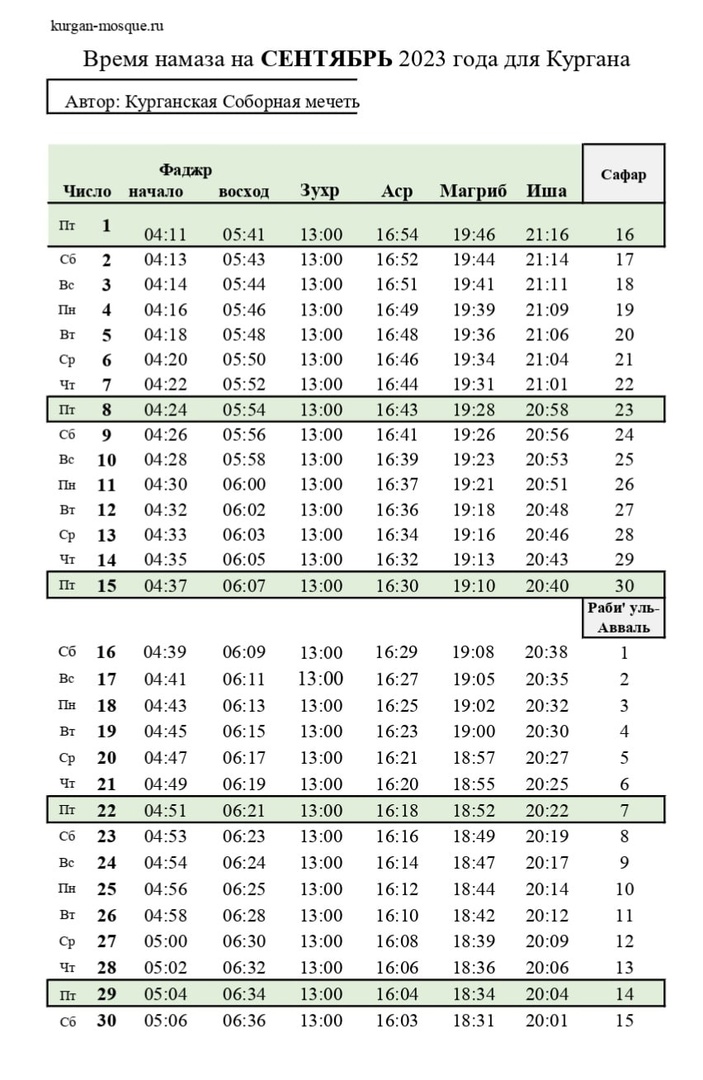 kurgan-mosque.ru
Время намаза на СЕНТЯБРЬ 2023 года для Кургана
Автор: Курганская Соборная мечеть
Фаджр
Число начало восход Зухр Аср Магриб Иша Сафар
Пт 1 04:11 05:41 13:00 16:54 19:46 21:16 16
Сб 2 04:13 05:43 13:00 16:52 19:44 21:14 17
Вс 3 04:14 05:44 13:00 16:51 19:41 21:11 18
Пн 4 04:16 05:46 13:00 16:49 19:39 21:09 19
Вт 5 04:18 05:48 13:00 16:48 19:36 21:06 20
Ср 6 04:20 05:50 13:00 16:46 19:34 21:04 21
Чт 7 04:22 05:52 13:00 16:44 19:31 21:01 22
Пт 8 04:24 05:54 13:00 16:43 19:28 20:58 23
Сб 9 04:26 05:56 13:00 16:41 19:26 20:56 24
Вс 10 04:28 05:58 13:00 16:39 19:23 20:53 25
Пн 11 04:30 06:00 13:00 16:37 19:21 20:51 26
Вт 12 04:32 06:02 13:00 16:36 19:18 20:48 27
Ср 13 04:33 06:03 13:00 16:34 19:16 20:46 28
Чт 14 04:35 06:05 13:00 16:32 19:13 20:43 29
Пт 15 04:37 06:07 13:00 16:30 19:10 20:40 30
Раби' уль-
Авваль
Сб 16 04:39 06:09 13:00 16:29 19:08 20:38 1
Вс 17 04:41 06:11 13:00 16:27 19:05 20:35 2
Пн 18 04:43 06:13 13:00 16:25 19:02 20:32 3
Вт 19 04:45 06:15 13:00 16:23 19:00 20:30 4
Ср 20 04:47 06:17 13:00 16:21 18:57 20:27 5
Чт 21 04:49 06:19 13:00 16:20 18:55 20:25 6
Пт 22 04:51 06:21 13:00 16:18 18:52 20:22 7
Сб 23 04:53 06:23 13:00 16:16 18:49 20:19 8
Вс 24 04:54 06:24 13:00 16:14 18:47 20:17 9
Пн 25 04:56 06:25 13:00 16:12 18:44 20:14 10
Вт 26 04:58 06:28 13:00 16:10 18:42 20:12 11
Ср 27 05:00 06:30 13:00 16:08 18:39 20:09 12
Чт 28 05:02 06:32 13:00 16:06 18:36 20:06 13
Пт 29 05:04 06:34 13:00 16:04 18:34 20:04 14
Сб 30 05:06 06:36 13:00 16:03 18:31 20:01 15